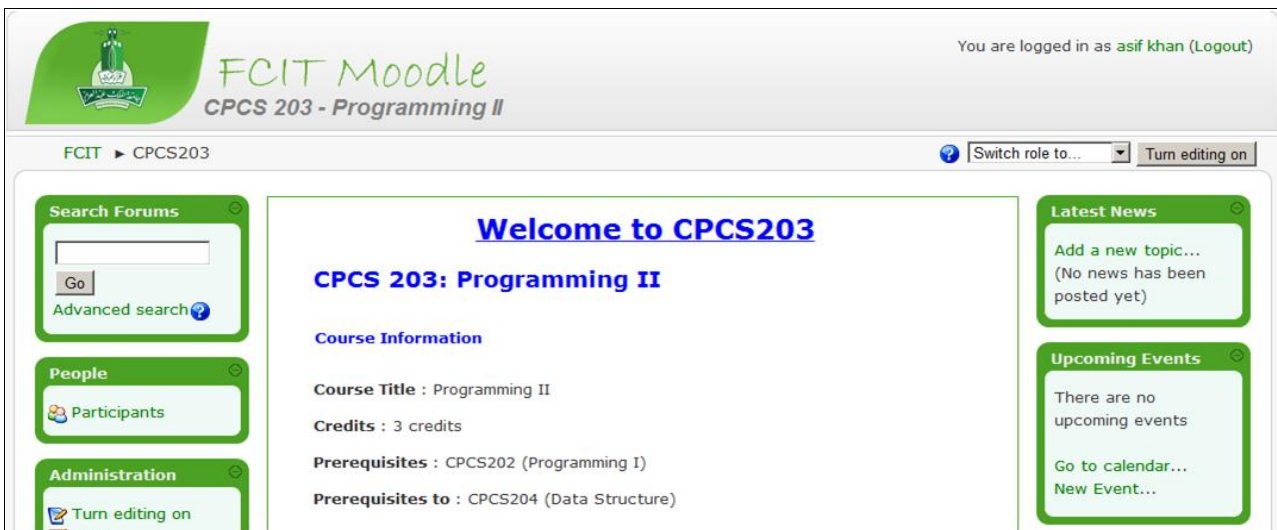 You are logged in as asif khan (Logout)
FCIT Moodle
CPCS 203 - Programming II
FCIT ► CPCS203
Switch role to...
Turn editing on
Search Forums
Go
Advanced search
People
Participants
Administration
Turn editing on
Welcome to CPCS203
CPCS 203: Programming II
Course Information
Course Title : Programming II
Credits : 3 credits
Prerequisites : CPCS202 (Programming I)
Prerequisites to : CPCS204 (Data Structure)
Latest News
Add a new topic...
(No news has been
posted yet)
Upcoming Events
There are no
upcoming events
Go to calendar...
New Event...